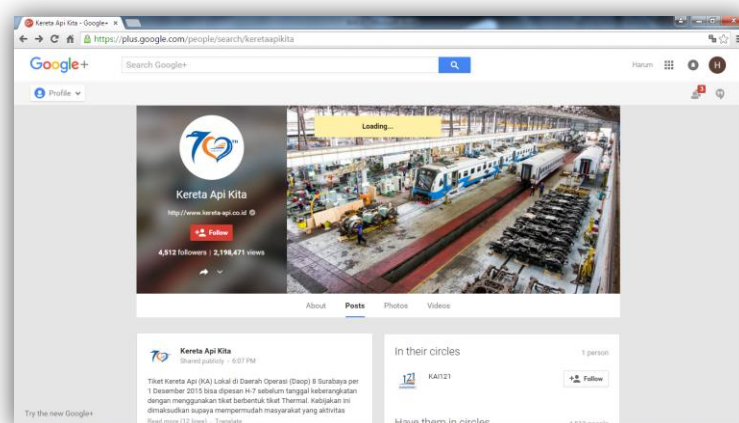 Kereta Api Kita - Google+
https://plus.google.com/people/search/keretaapikita
Google+
Search Google+
Harum
H
Profile
3
Loading...
Kereta Api Kita
http://www.kereta-api.co.id
Follow
4,512 followers | 2,198,471 views
About Posts Photos Videos
Kereta Api Kita
Shared publicly - 6:07 PM
Tiket Kereta Api (KA) Lokal di Daerah Operasi (Daop) 8 Surabaya per
1 Desember 2015 bisa dipesan H-7 sebelum tanggal keberangkatan
dengan menggunakan tiket berbentuk tiket Thermal. Kebijakan ini
dimaksudkan supaya mempermudah masyarakat yang aktivitas
Read more (12 lines) Translate
In their circles
1 person
121
KAI121
Follow
Have them in circles
Try the new Google+